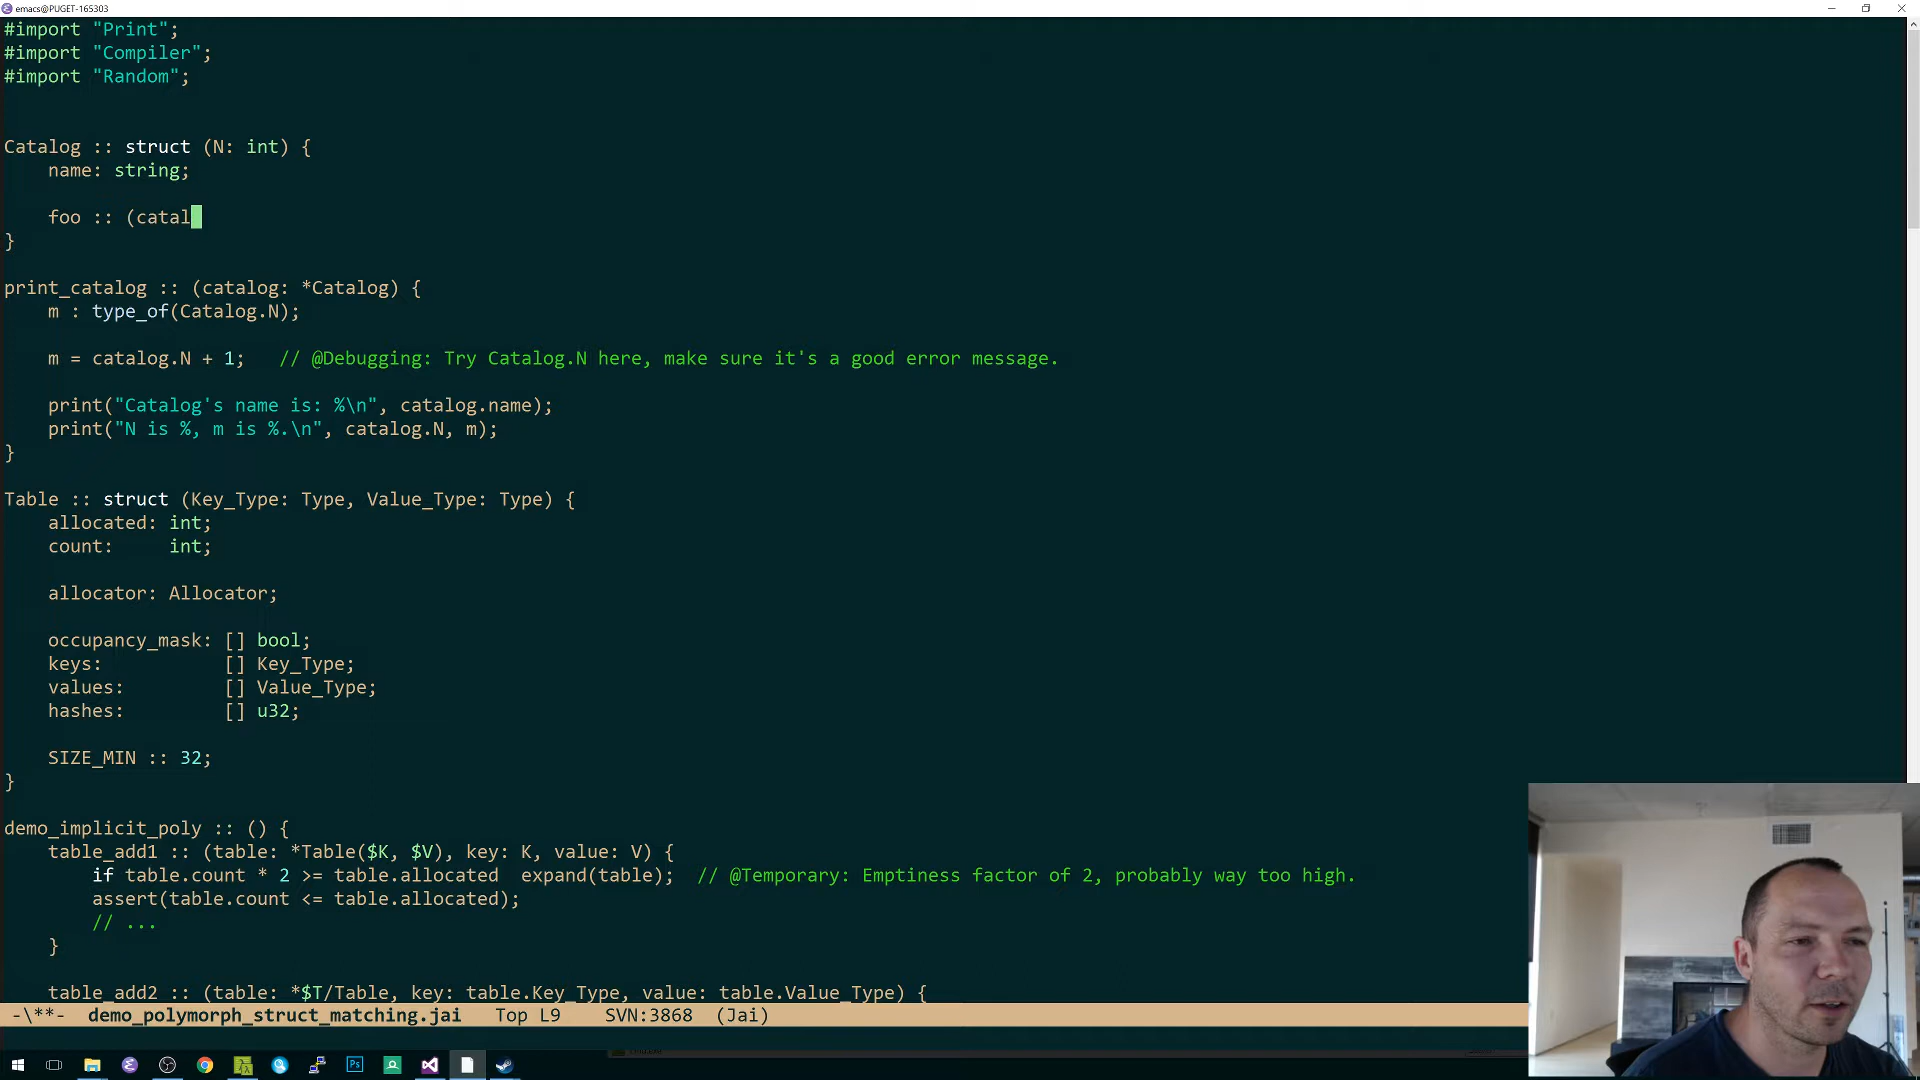 emacs@PUGET-165303
#import "Print";
#import "Compiler";
#import "Random";
Catalog :: struct (N: int) {
name: string;
foo :: (catal
}
print_catalog :: (catalog: *Catalog) {
m : type_of(Catalog.N);
m = catalog.N + 1;   // @Debugging: Try Catalog.N here, make sure it's a good error message.
print("Catalog's name is: %\n", catalog.name);
print("N is %, m is %.\n", catalog.N, m);
}
Table :: struct (Key_Type: Type, Value_Type: Type) {
allocated: int;
count:     int;
allocator: Allocator;
occupancy_mask: [] bool;
keys:           [] Key_Type;
values:         [] Value_Type;
hashes:         [] u32;
SIZE_MIN :: 32;
}
demo_implicit_poly :: () {
table_add1 :: (table: *Table($K, $V), key: K, value: V) {
if table.count * 2 >= table.allocated  expand(table);  // @Temporary: Emptiness factor of 2, probably way too high.
assert(table.count <= table.allocated);
// ...
}
table_add2 :: (table: *$T/Table, key: table.Key_Type, value: table.Value_Type) {
-\**-  demo_polymorph_struct_matching.jai   Top L9    SVN:3868  (Jai)
Ps